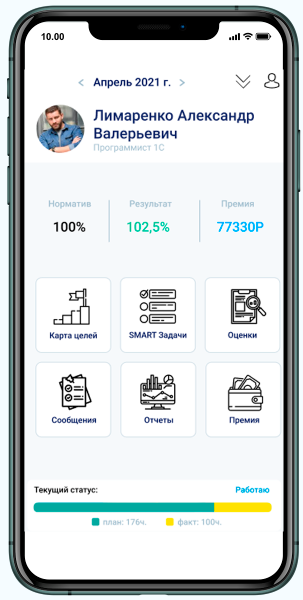 10.00
Апрель 2021 г.
Лимаренко Александр
Валерьевич
Программист 1С
Норматив Результат Премия
100% 102,5% 77330Р
Карта целей SMART Задачи Оценки
Сообщения Отчеты Премия
Текущий статус: Работаю
план: 176ч. факт: 100ч.